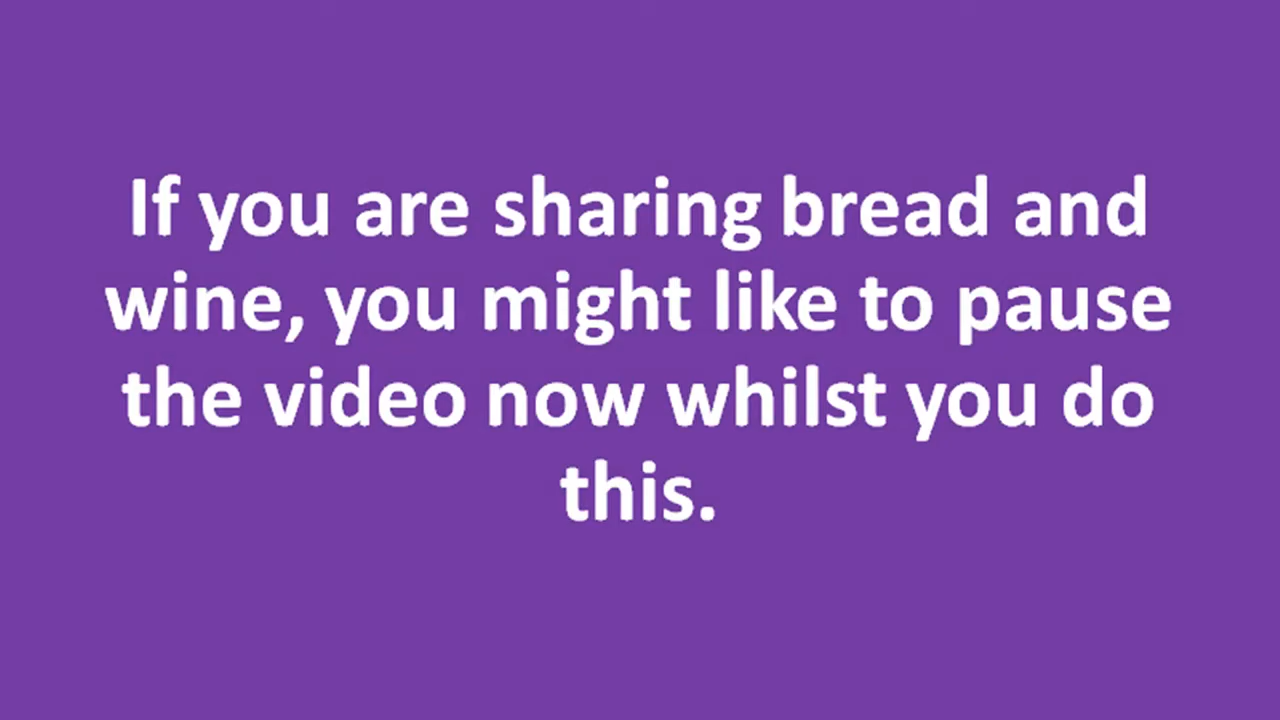 If you are sharing bread and
wine, you might like to pause
the video now whilst you do
this.